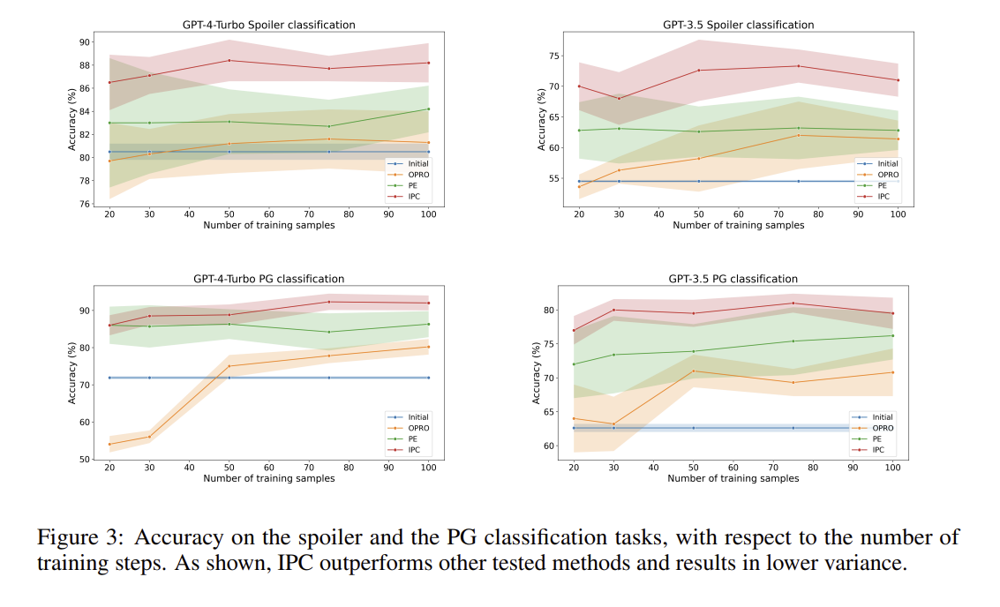 GPT-4-Turbo Spoiler classification
90
88
86
84
82
80
78
76
Accuracy (%)
20 30 40 50 60 70 80 90 100
Number of training samples
Initial
OPRO
PE
IPC
GPT-3.5 Spoiler classification
75
70
65
60
55
Accuracy (%)
20 30 40 50 60 70 80 90 100
Number of training samples
Initial
OPRO
PE
IPC
GPT-4-Turbo PG classification
90
80
70
60
50
Accuracy (%)
20 30 40 50 60 70 80 90 100
Number of training samples
Initial
OPRO
PE
IPC
GPT-3.5 PG classification
80
75
70
65
60
Accuracy (%)
20 30 40 50 60 70 80 90 100
Number of training samples
Initial
OPRO
PE
IPC
Figure 3: Accuracy on the spoiler and the PG classification tasks, with respect to the number of
training steps. As shown, IPC outperforms other tested methods and results in lower variance.